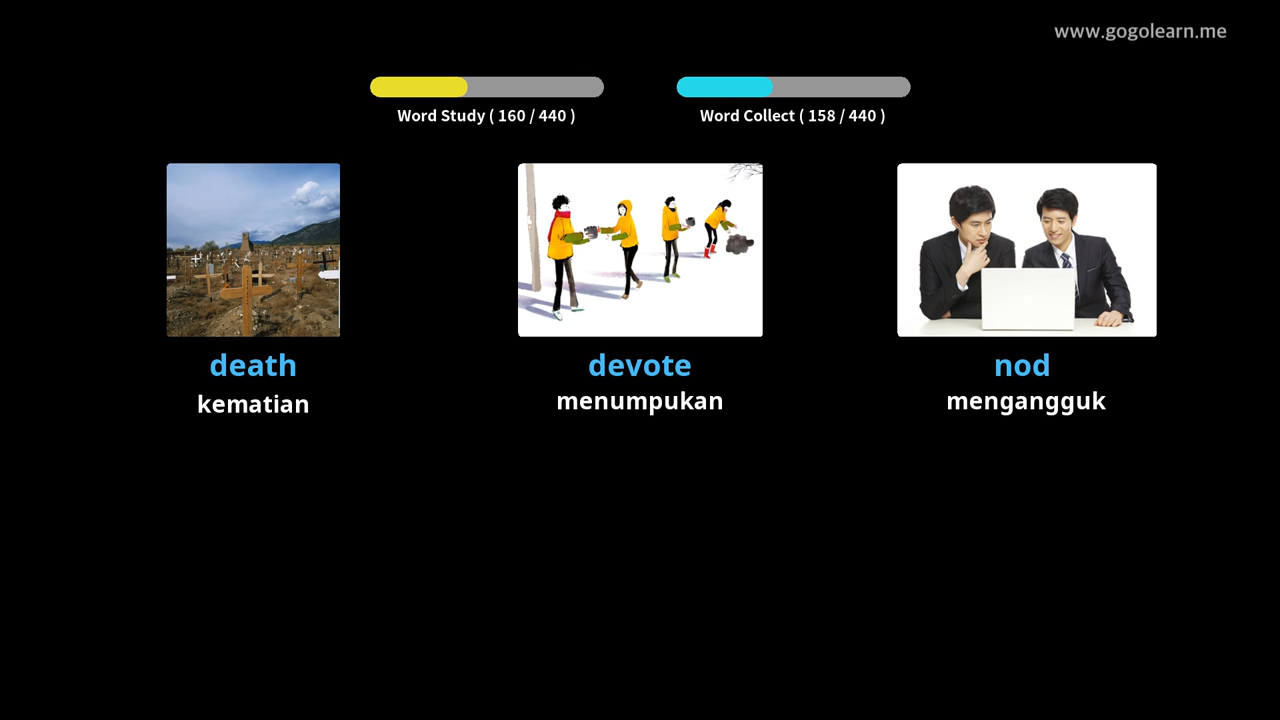 www.gogolearn.me
Word Study ( 160 / 440 )
Word Collect ( 158 / 440 )
death
devote
nod
kematian
menumpukan
mengangguk